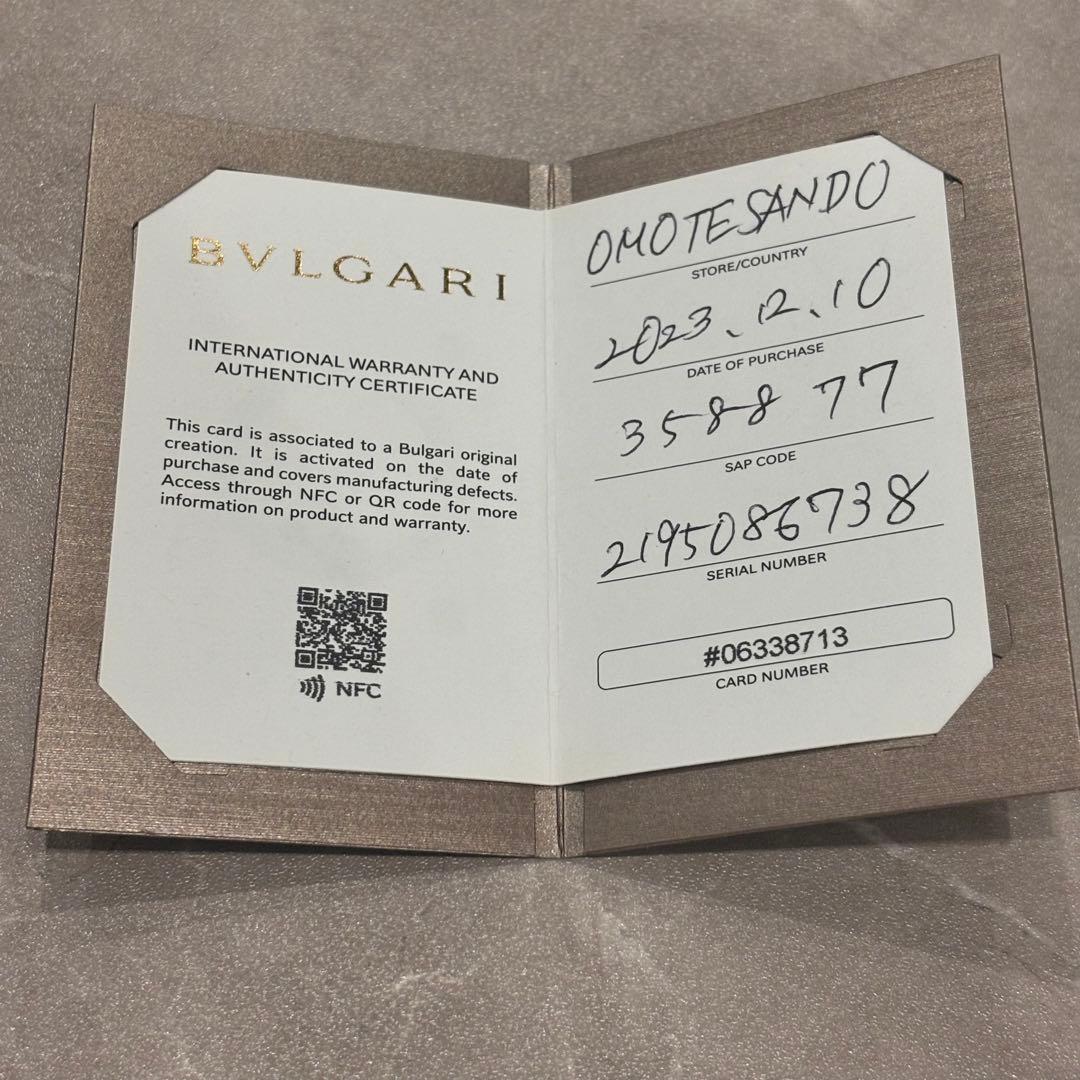 BVLGARI
INTERNATIONAL WARRANTY AND
AUTHENTICITY CERTIFICATE
This card is associated to a Bulgari original
creation. It is activated on the date of
purchase and covers manufacturing defects.
Access through NFC or QR code for more
information on product and warranty.
NFC
OMOTESANDO
STORE/COUNTRY
2023、12、10
DATE OF PURCHASE
3588 77
SAP CODE
2195086738
SERIAL NUMBER
#06338713
CARD NUMBER